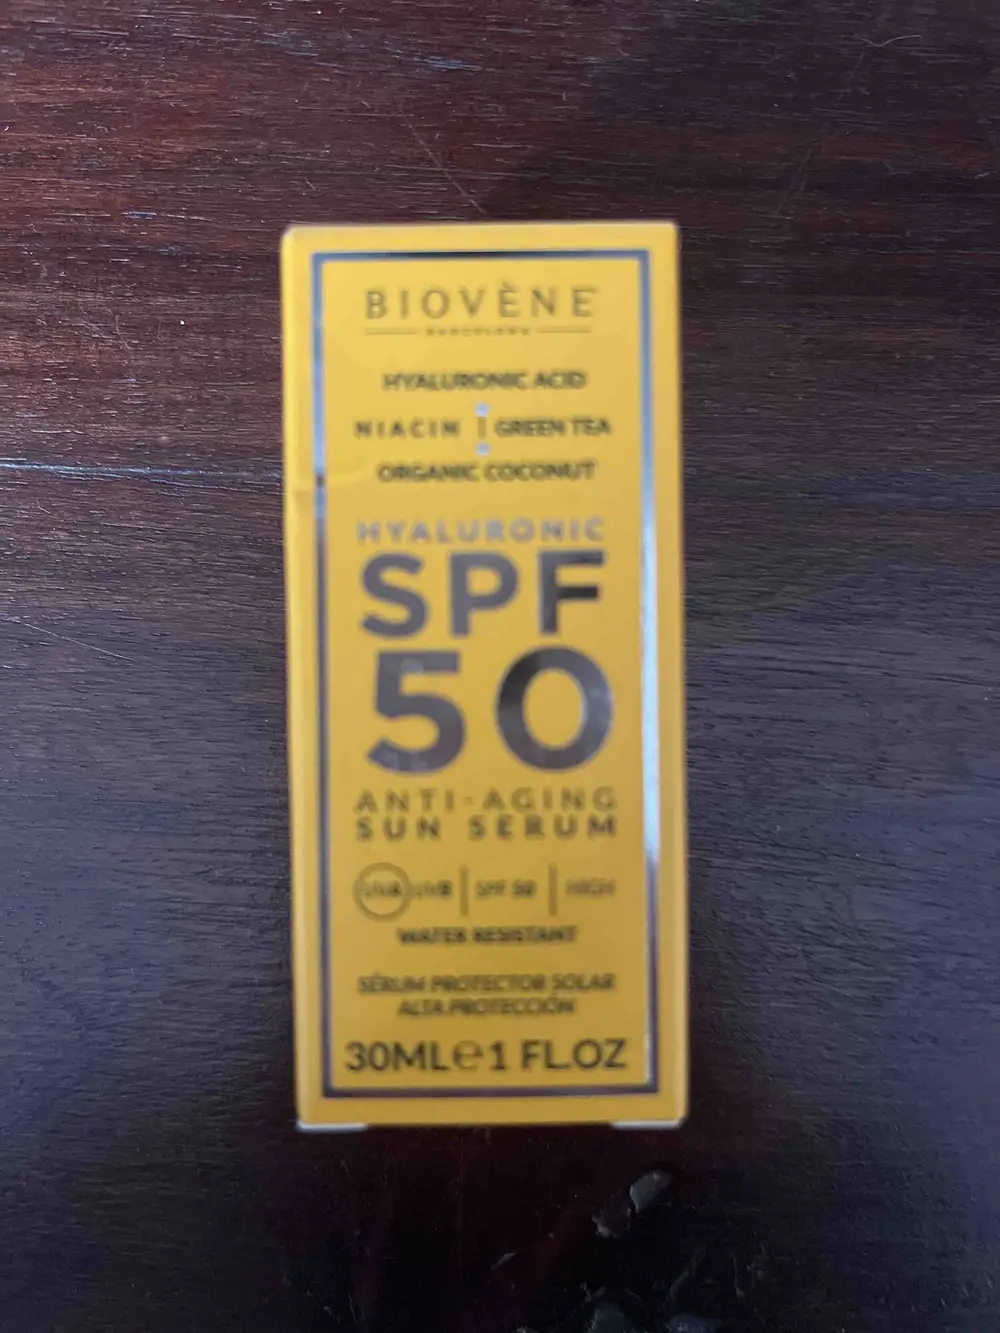 BIOVÈNE
BARCELONA
HYALURONIC ACID
NIACIN | GREEN TEA
ORGANIC COCONUT
HYALURONIC
SPF
50
ANTI-AGING
SUN SERUM
UVA UVB | SPF 50 | HIGH
WATER RESISTANT
SÉRUM PROTECTOR SOLAR
ALTA PROTECCIÓN
30ML℮1 FL.OZ